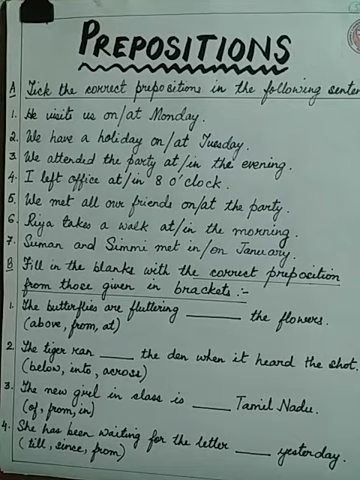 PREPOSITIONS
A Tick the correct prepositions in the following senten
1. He visits us on/at Monday.
2. We have a holiday on/at Tuesday.
3. We attended the party at/in the evening.
4. I left office at/in 8 o'clock.
5. We met all our friends on/at the party.
6. Riya takes a walk at/in the morning.
7. Suman and Simmi met in/on January.
B Fill in the blanks with the correct preposition
from those given in brackets :-
1. The butterflies are fluttering ______ the flowers.
(above, from, at)
2. The tiger ran ____ the den when it heard the shot.
(below, into, across)
3. The new girl in class is ____ Tamil Nadu.
(of, from, in)
4. She has been waiting for the letter ____ yesterday.
(till, since, from)